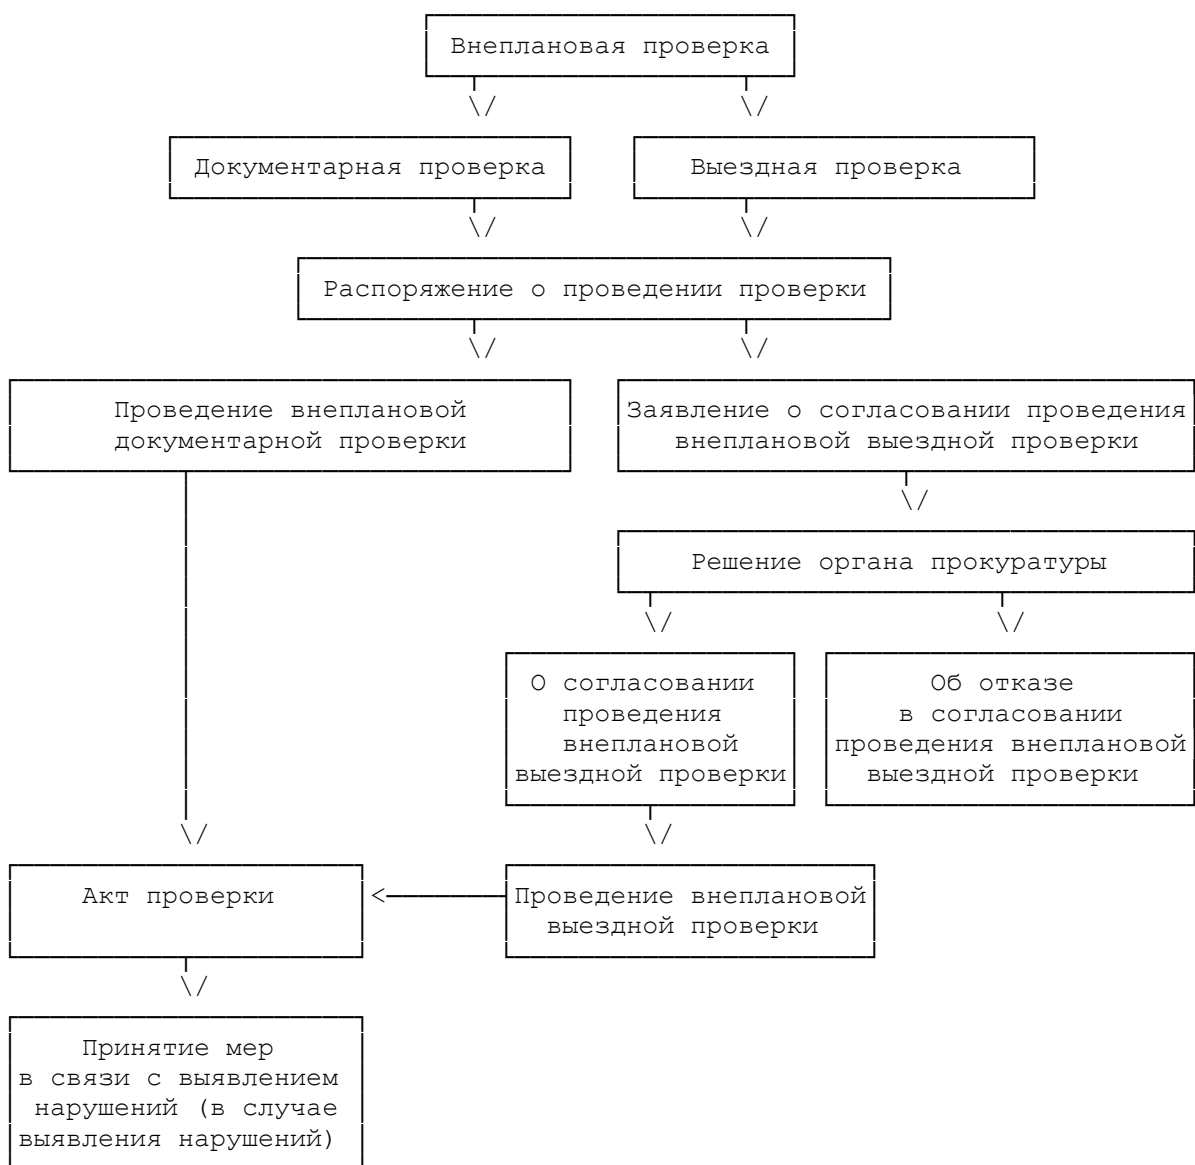 Внеплановая проверка
Документарная проверка
Выездная проверка
Распоряжение о проведении проверки
Проведение внеплановой
документарной проверки
Заявление о согласовании проведения
внеплановой выездной проверки
Решение органа прокуратуры
О согласовании
проведения
внеплановой
выездной проверки
Об отказе
в согласовании
проведения внеплановой
выездной проверки
Акт проверки
Проведение внеплановой
выездной проверки
Принятие мер
в связи с выявлением
нарушений (в случае
выявления нарушений)